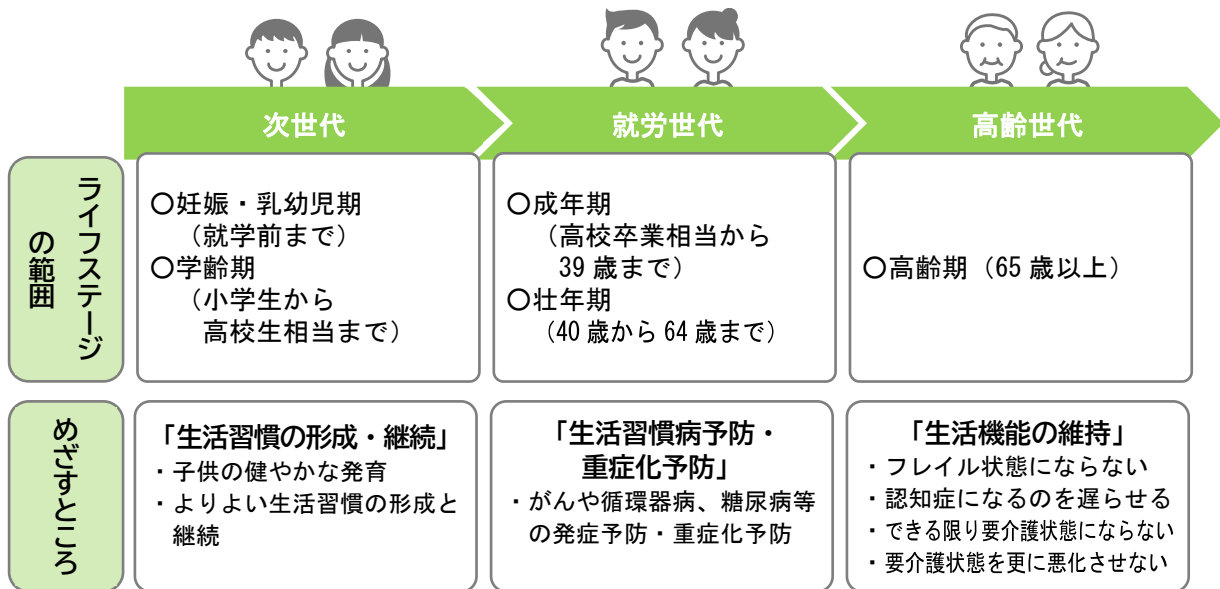 次世代
就労世代
高齢世代
ライフステージ
の範囲
〇妊娠・乳幼児期
（就学前まで）
〇学齢期
（小学生から
高校生相当まで）
〇成年期
（高校卒業相当から
39歳まで）
〇壮年期
（40歳から64歳まで）
〇高齢期（65歳以上）
めざすところ
「生活習慣の形成・継続」
・子供の健やかな発育
・よりよい生活習慣の形成と
継続
「生活習慣病予防・
重症化予防」
・がんや循環器病、糖尿病等
の発症予防・重症化予防
「生活機能の維持」
・フレイル状態にならない
・認知症になるのを遅らせる
・できる限り要介護状態にならない
・要介護状態を更に悪化させない